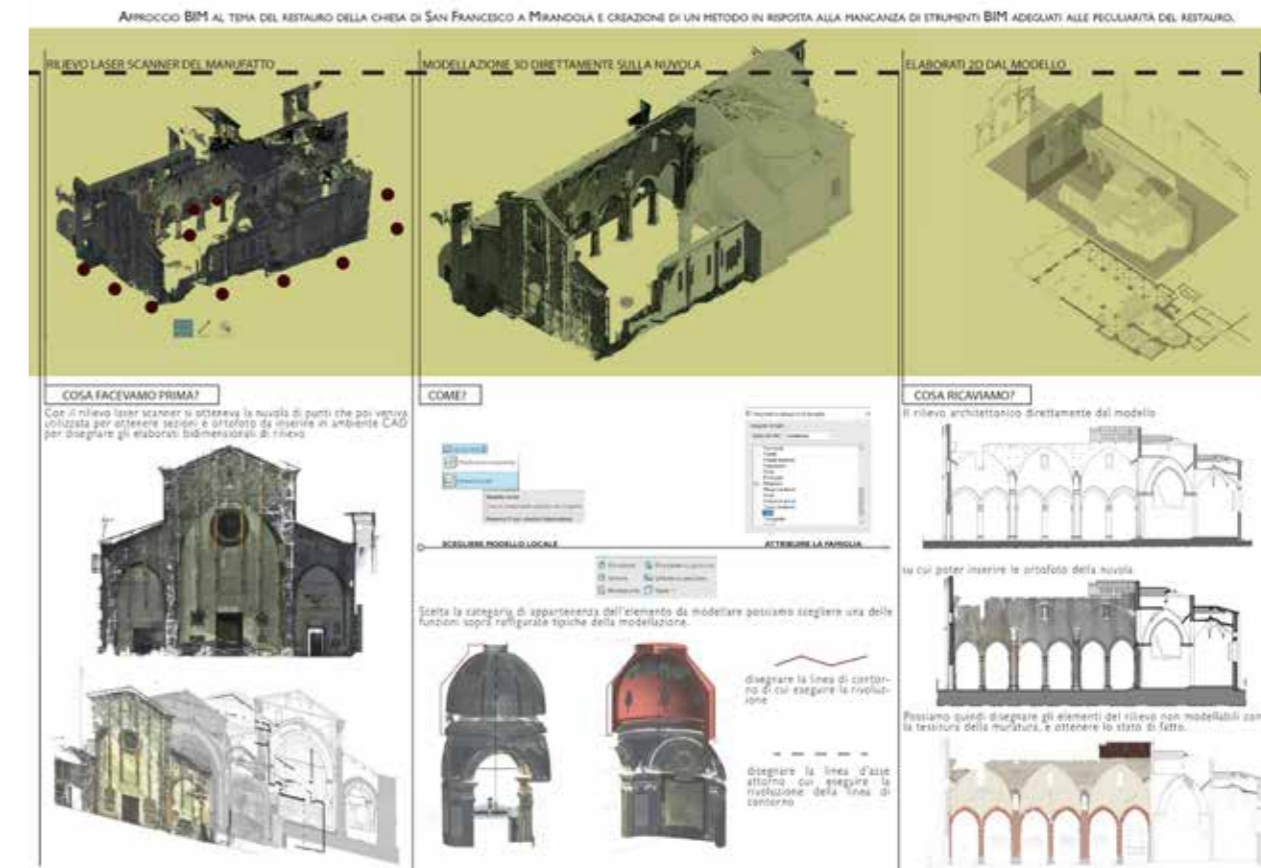 APPROCCIO BIM AL TEMA DEL RESTAURO DELLA CHIESA DI SAN FRANCESCO A MIRANDOLA E CREAZIONE DI UN METODO IN RISPOSTA ALLA MANCANZA DI STRUMENTI BIM ADEGUATI ALLE PECULIARITÀ DEL RESTAURO.
RILIEVO LASER SCANNER DEL MANUFATTO
COSA FACEVAMO PRIMA?
Con il rilievo laser scanner si otteneva la nuvola di punti che poi veniva
utilizzata per ottenere sezioni e ortofoto da inserire in ambiente CAD
per disegnare gli elaborati bidimensionali di rilievo
MODELLAZIONE 3D DIRETTAMENTE SULLA NUVOLA
COME?
SCEGLIERE MODELLO LOCALE
ATTRIBUIRE LA FAMIGLIA
Scelta la categoria di appartenenza dell'elemento da modellare possiamo scegliere una delle
funzioni sopra raffigurate tipiche della modellazione.
disegnare la linea di contor-
no di cui eseguire la rivoluz-
ione
disegnare la linea d'asse
attorno cui eseguire la
rivoluzione della linea di
contorno
ELABORATI 2D DAL MODELLO
COSA RICAVIAMO?
Il rilievo architettonico direttamente dal modello
su cui poter inserire le ortofoto della nuvola
Possiamo quindi disegnare gli elementi del rilievo non modellabili con
la tessitura della muratura, e ottenere lo stato di fatto.